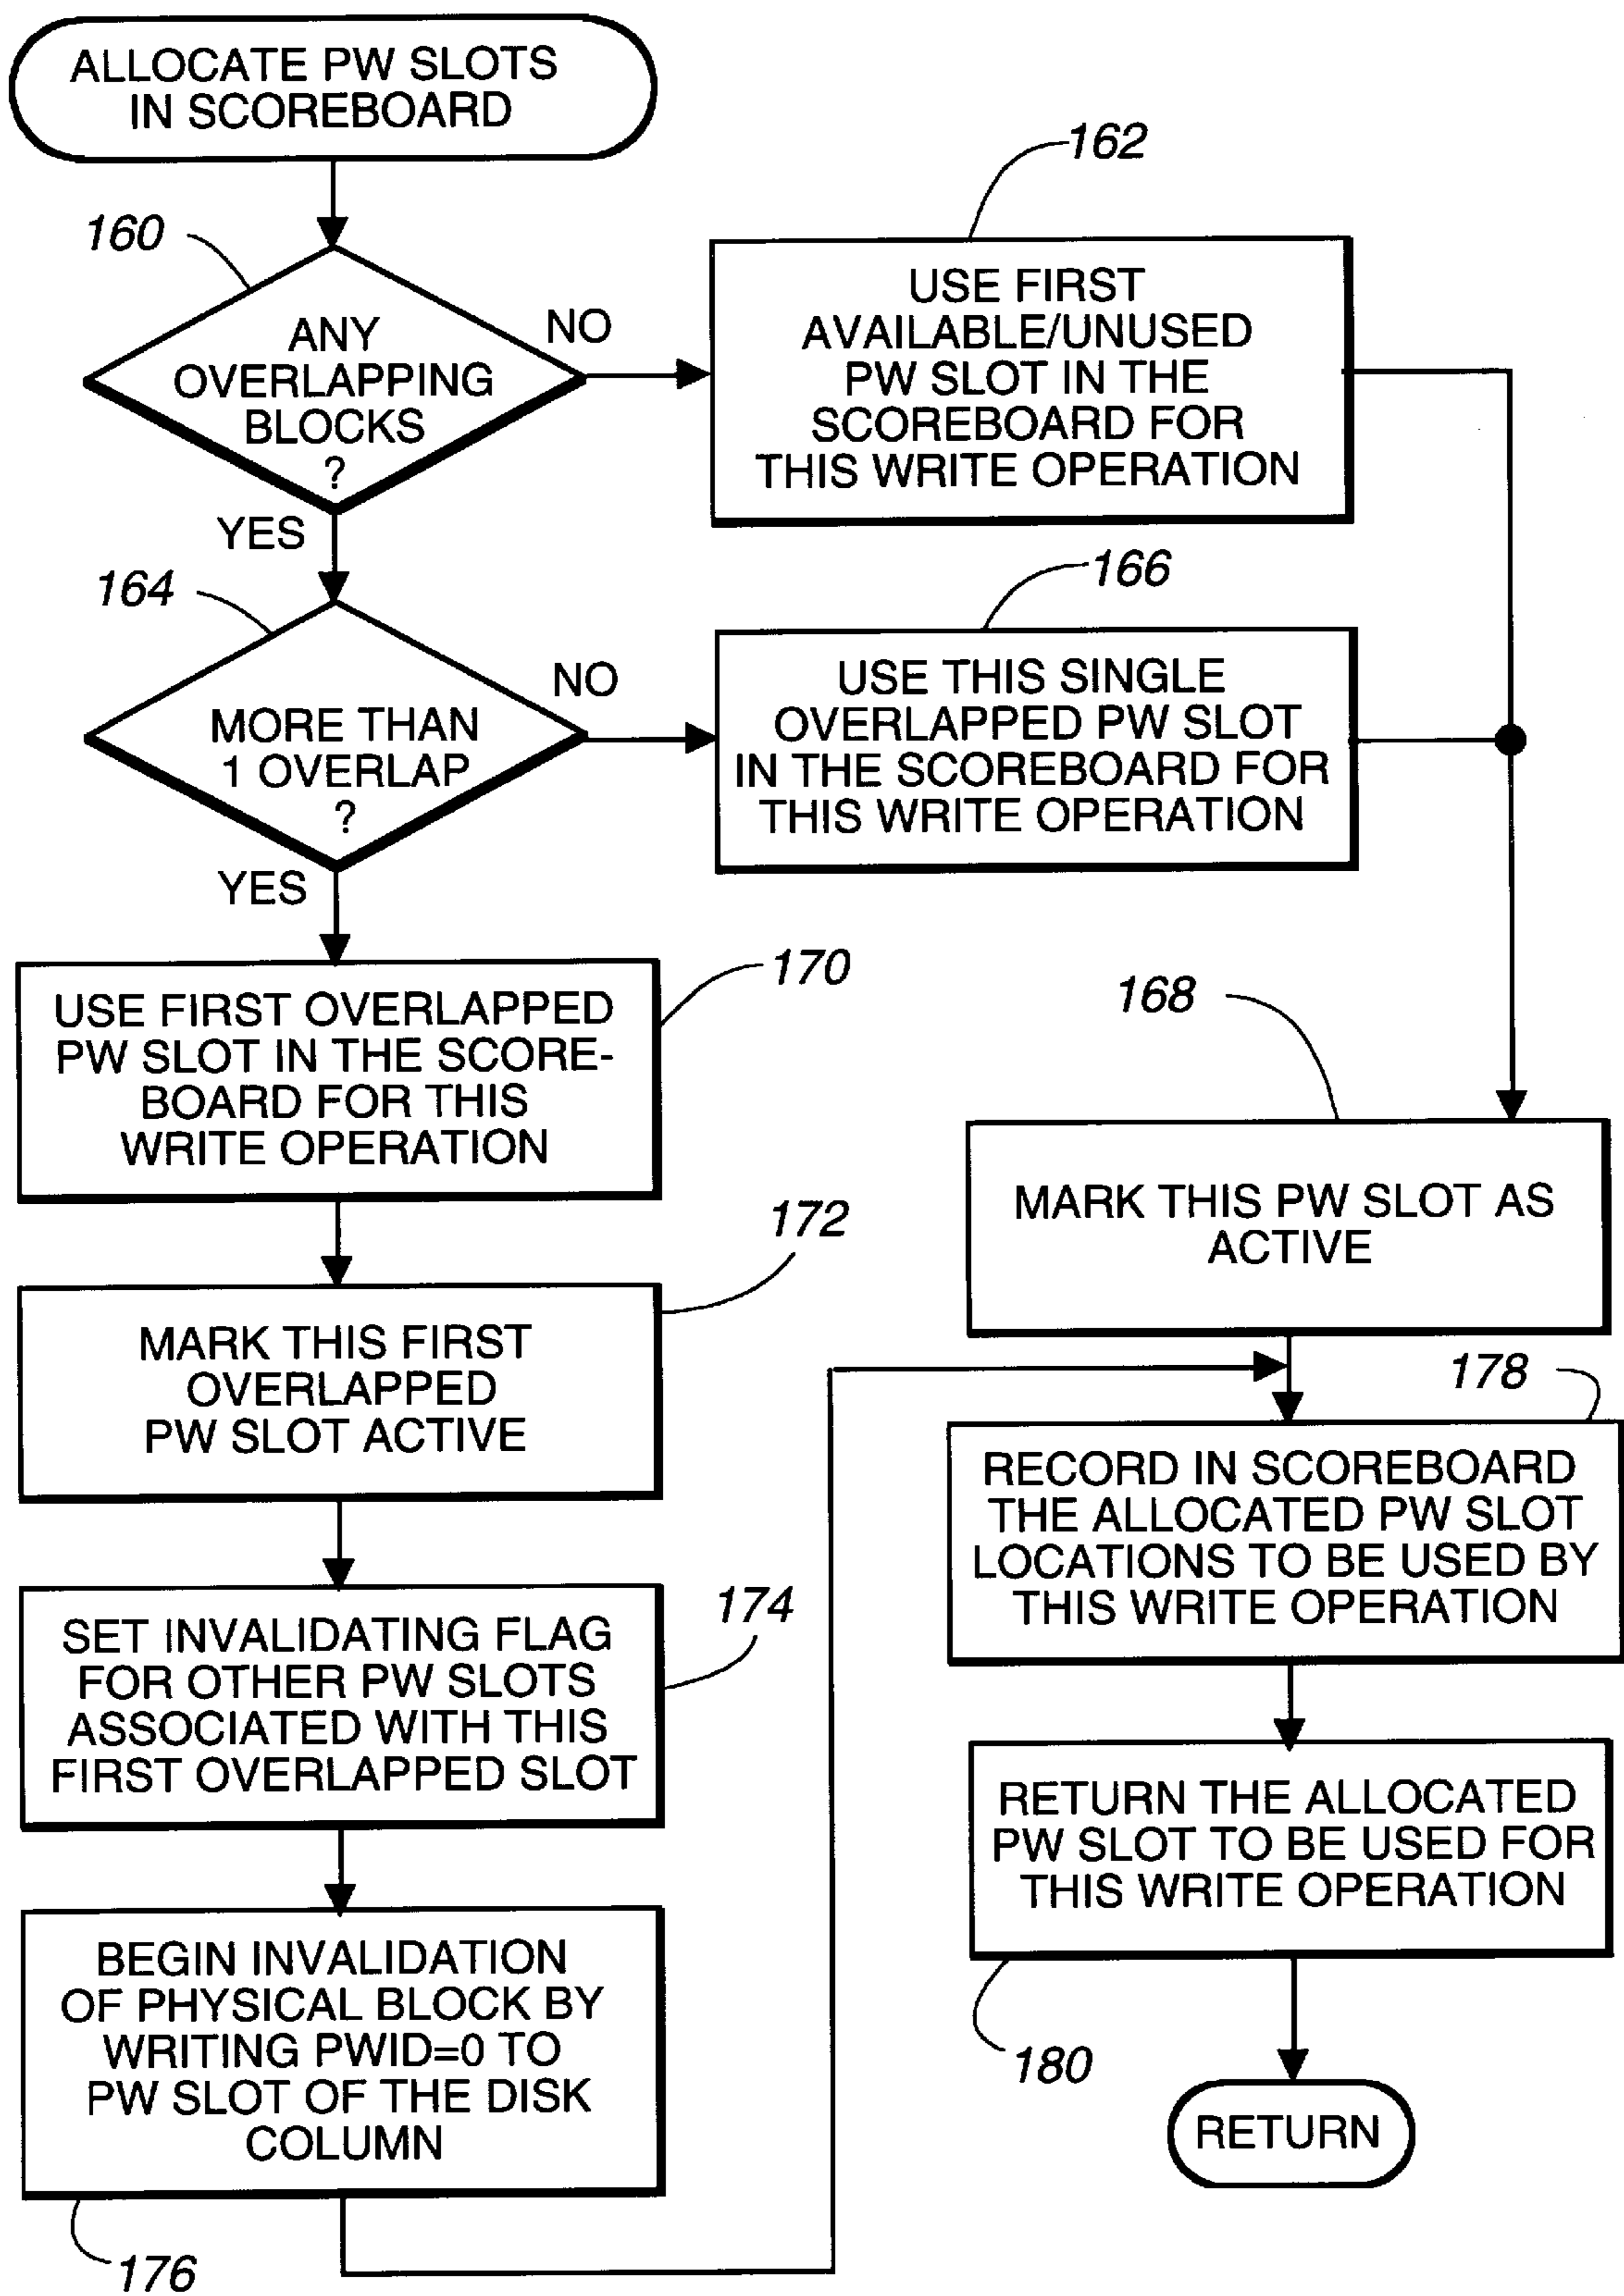 ALLOCATE PW SLOTS
IN SCOREBOARD
160
ANY
OVERLAPPING
BLOCKS
?
NO
YES
162
USE FIRST
AVAILABLE/UNUSED
PW SLOT IN THE
SCOREBOARD FOR
THIS WRITE OPERATION
164
MORE THAN
1 OVERLAP
?
NO
YES
166
USE THIS SINGLE
OVERLAPPED PW SLOT
IN THE SCOREBOARD FOR
THIS WRITE OPERATION
170
USE FIRST OVERLAPPED
PW SLOT IN THE SCORE-
BOARD FOR THIS
WRITE OPERATION
172
MARK THIS FIRST
OVERLAPPED
PW SLOT ACTIVE
174
SET INVALIDATING FLAG
FOR OTHER PW SLOTS
ASSOCIATED WITH THIS
FIRST OVERLAPPED SLOT
BEGIN INVALIDATION
OF PHYSICAL BLOCK BY
WRITING PWID=0 TO
PW SLOT OF THE DISK
COLUMN
176
168
MARK THIS PW SLOT AS
ACTIVE
178
RECORD IN SCOREBOARD
THE ALLOCATED PW SLOT
LOCATIONS TO BE USED BY
THIS WRITE OPERATION
RETURN THE ALLOCATED
PW SLOT TO BE USED FOR
THIS WRITE OPERATION
180
RETURN